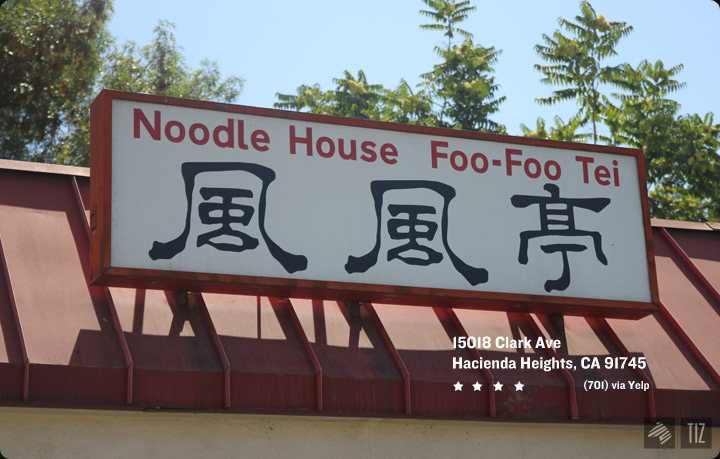 Noodle House Foo-Foo Tei
風風亭
15018 Clark Ave
Hacienda Heights, CA 91745
(701) via Yelp
TIZ